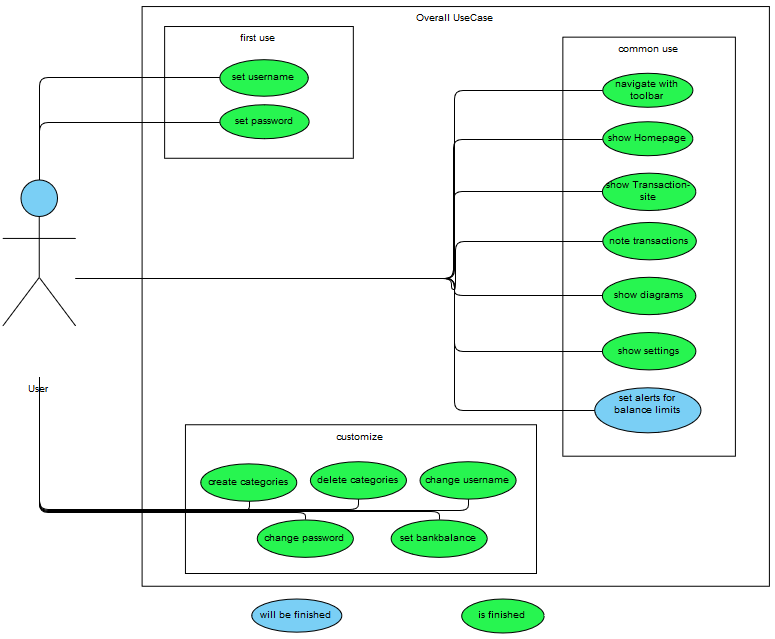 Overall UseCase
first use
set username
set password
common use
navigate with
toolbar
show Homepage
show Transaction-
site
note transactions
show diagrams
show settings
set alerts for
balance limits
User
customize
create categories
delete categories
change username
change password
set bankbalance
will be finished
is finished